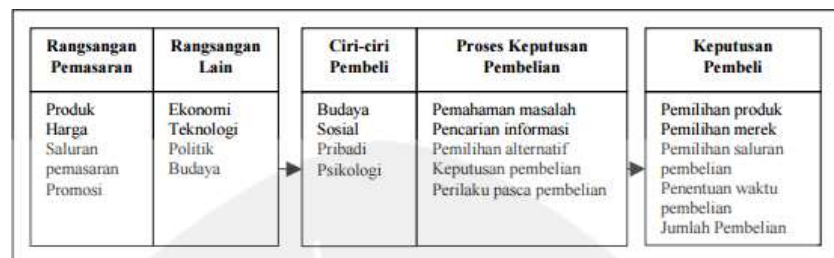 Rangsangan
Pemasaran
Produk
Harga
Saluran
pemasaran
Promosi
Rangsangan
Lain
Ekonomi
Teknologi
Politik
Budaya
Ciri-ciri
Pembeli
Budaya
Sosial
Pribadi
Psikologi
Proses Keputusan
Pembelian
Pemahaman masalah
Pencarian informasi
Pemilihan alternatif
Keputusan pembelian
Perilaku pasca pembelian
Keputusan
Pembeli
Pemilihan produk
Pemilihan merek
Pemilihan saluran
pembelian
Penentuan waktu
pembelian
Jumlah Pembelian